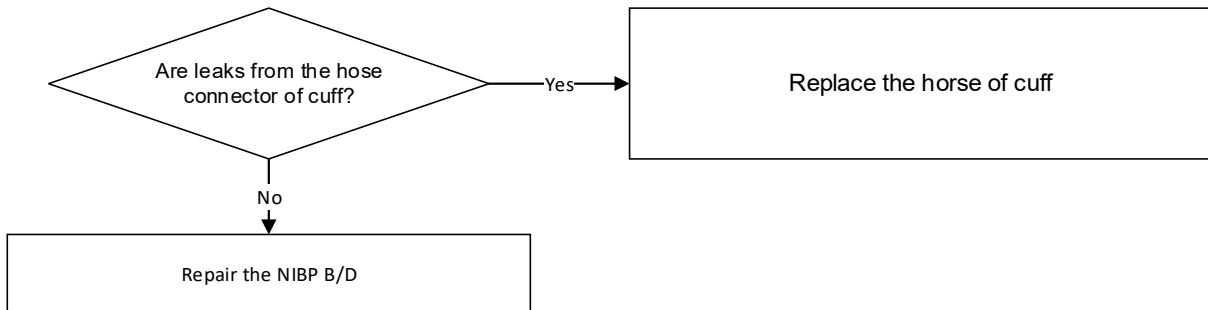 Are leaks from the hose
connector of cuff?
Yes
Replace the horse of cuff
No
Repair the NIBP B/D